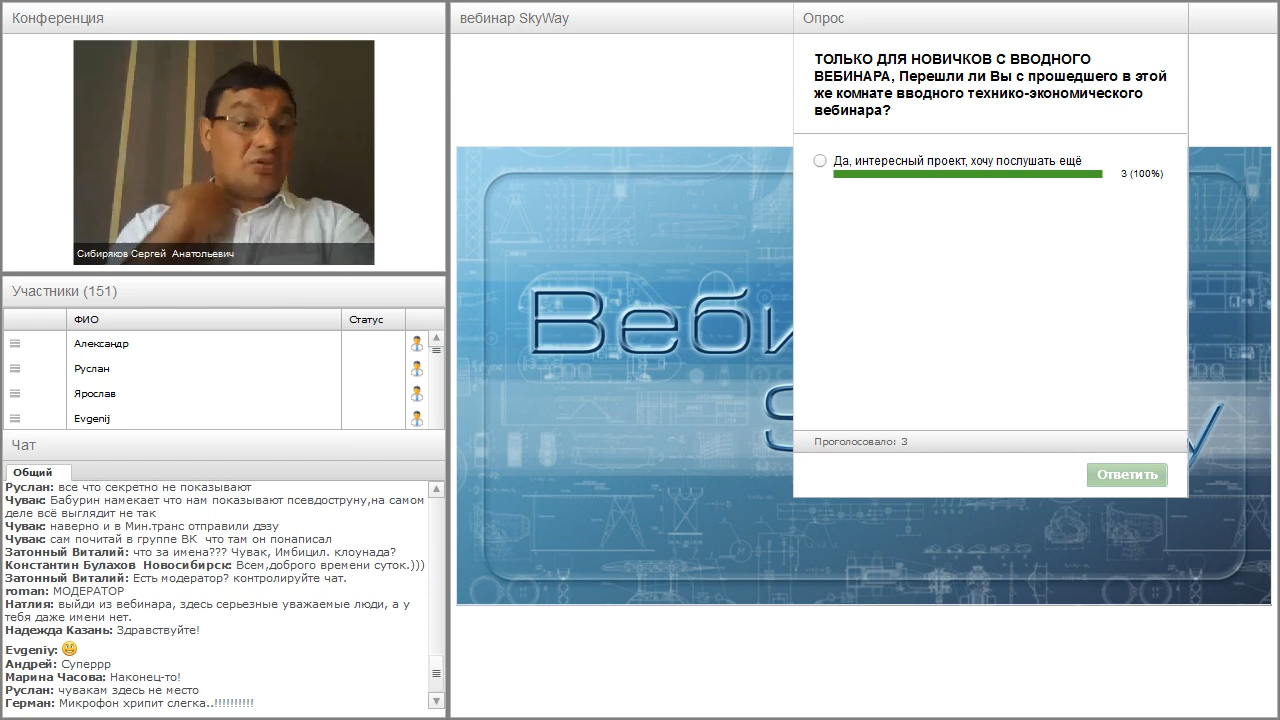 Конференция
Сибиряков Сергей Анатольевич
Участники (151)
ФИО Статус
Александр
Руслан
Ярослав
Evgenij
Чат
Общий
Руслан: все что секретно не показывают
Чувак: Бабурин намекает что нам показывают псевдоструну,на самом
деле всё выглядит не так
Чувак: наверно и в Мин.транс отправили дэзу
Чувак: сам почитай в группе ВК что там он понаписал
Затонный Виталий: что за имена??? Чувак, Имбицил. клоунада?
Константин Булахов Новосибирск: Всем,доброго времени суток.)))
Затонный Виталий: Есть модератор? контролируйте чат.
roman: МОДЕРАТОР
Натлия: выйди из вебинара, здесь серьезные уважаемые люди, а у
тебя даже имени нет.
Надежда Казань: Здравствуйте!
Evgeniy:
Андрей: Суперрр
Марина Часова: Наконец-то!
Руслан: чувакам здесь не место
Герман: Микрофон хрипит слегка..!!!!!!!!!!
вебинар SkyWay
Веби
S
y
Опрос
ТОЛЬКО ДЛЯ НОВИЧКОВ С ВВОДНОГО
ВЕБИНАРА, Перешли ли Вы с прошедшего в этой
же комнате вводного технико-экономического
вебинара?
Да, интересный проект, хочу послушать ещё
3 (100%)
Проголосовало: 3
Ответить